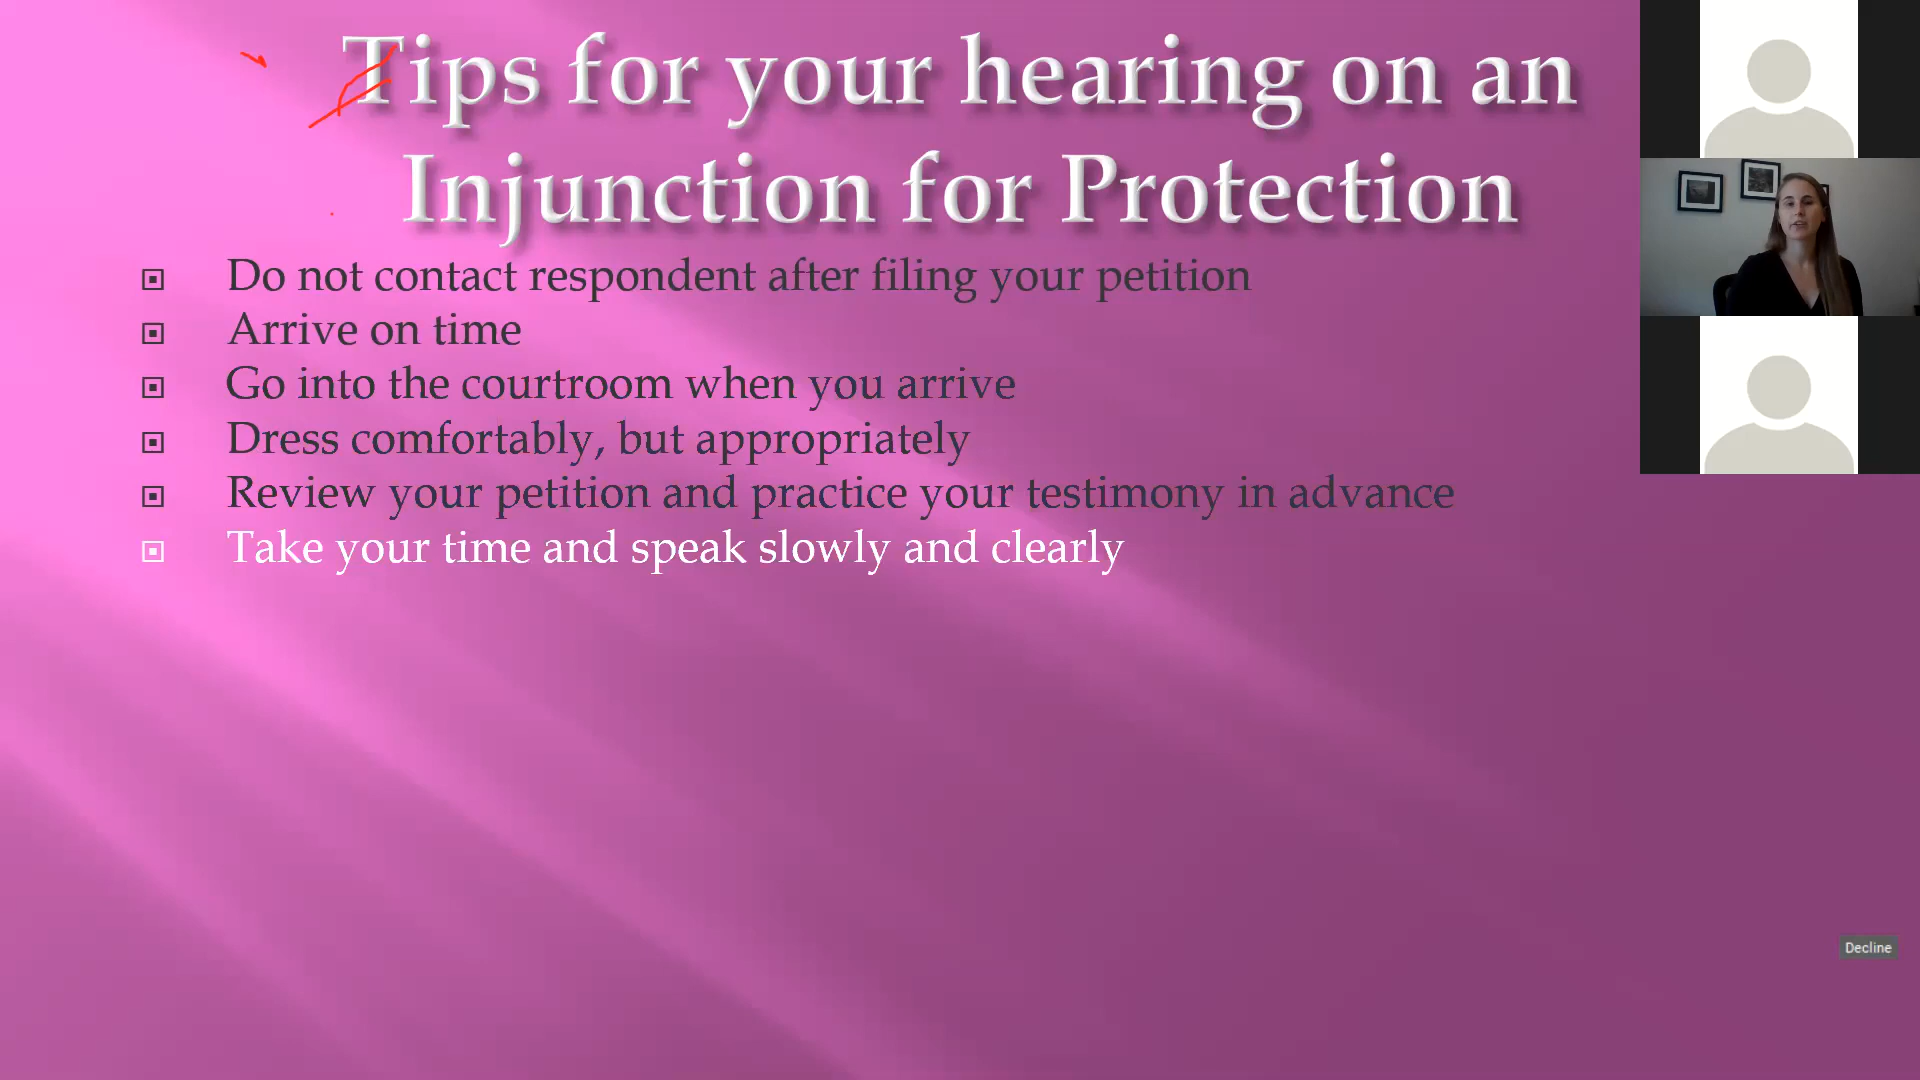 Tips for your hearing on an
Injunction for Protection
Do not contact respondent after filing your petition
Arrive on time
Go into the courtroom when you arrive
Dress comfortably, but appropriately
Review your petition and practice your testimony in advance
Take your time and speak slowly and clearly
Decline